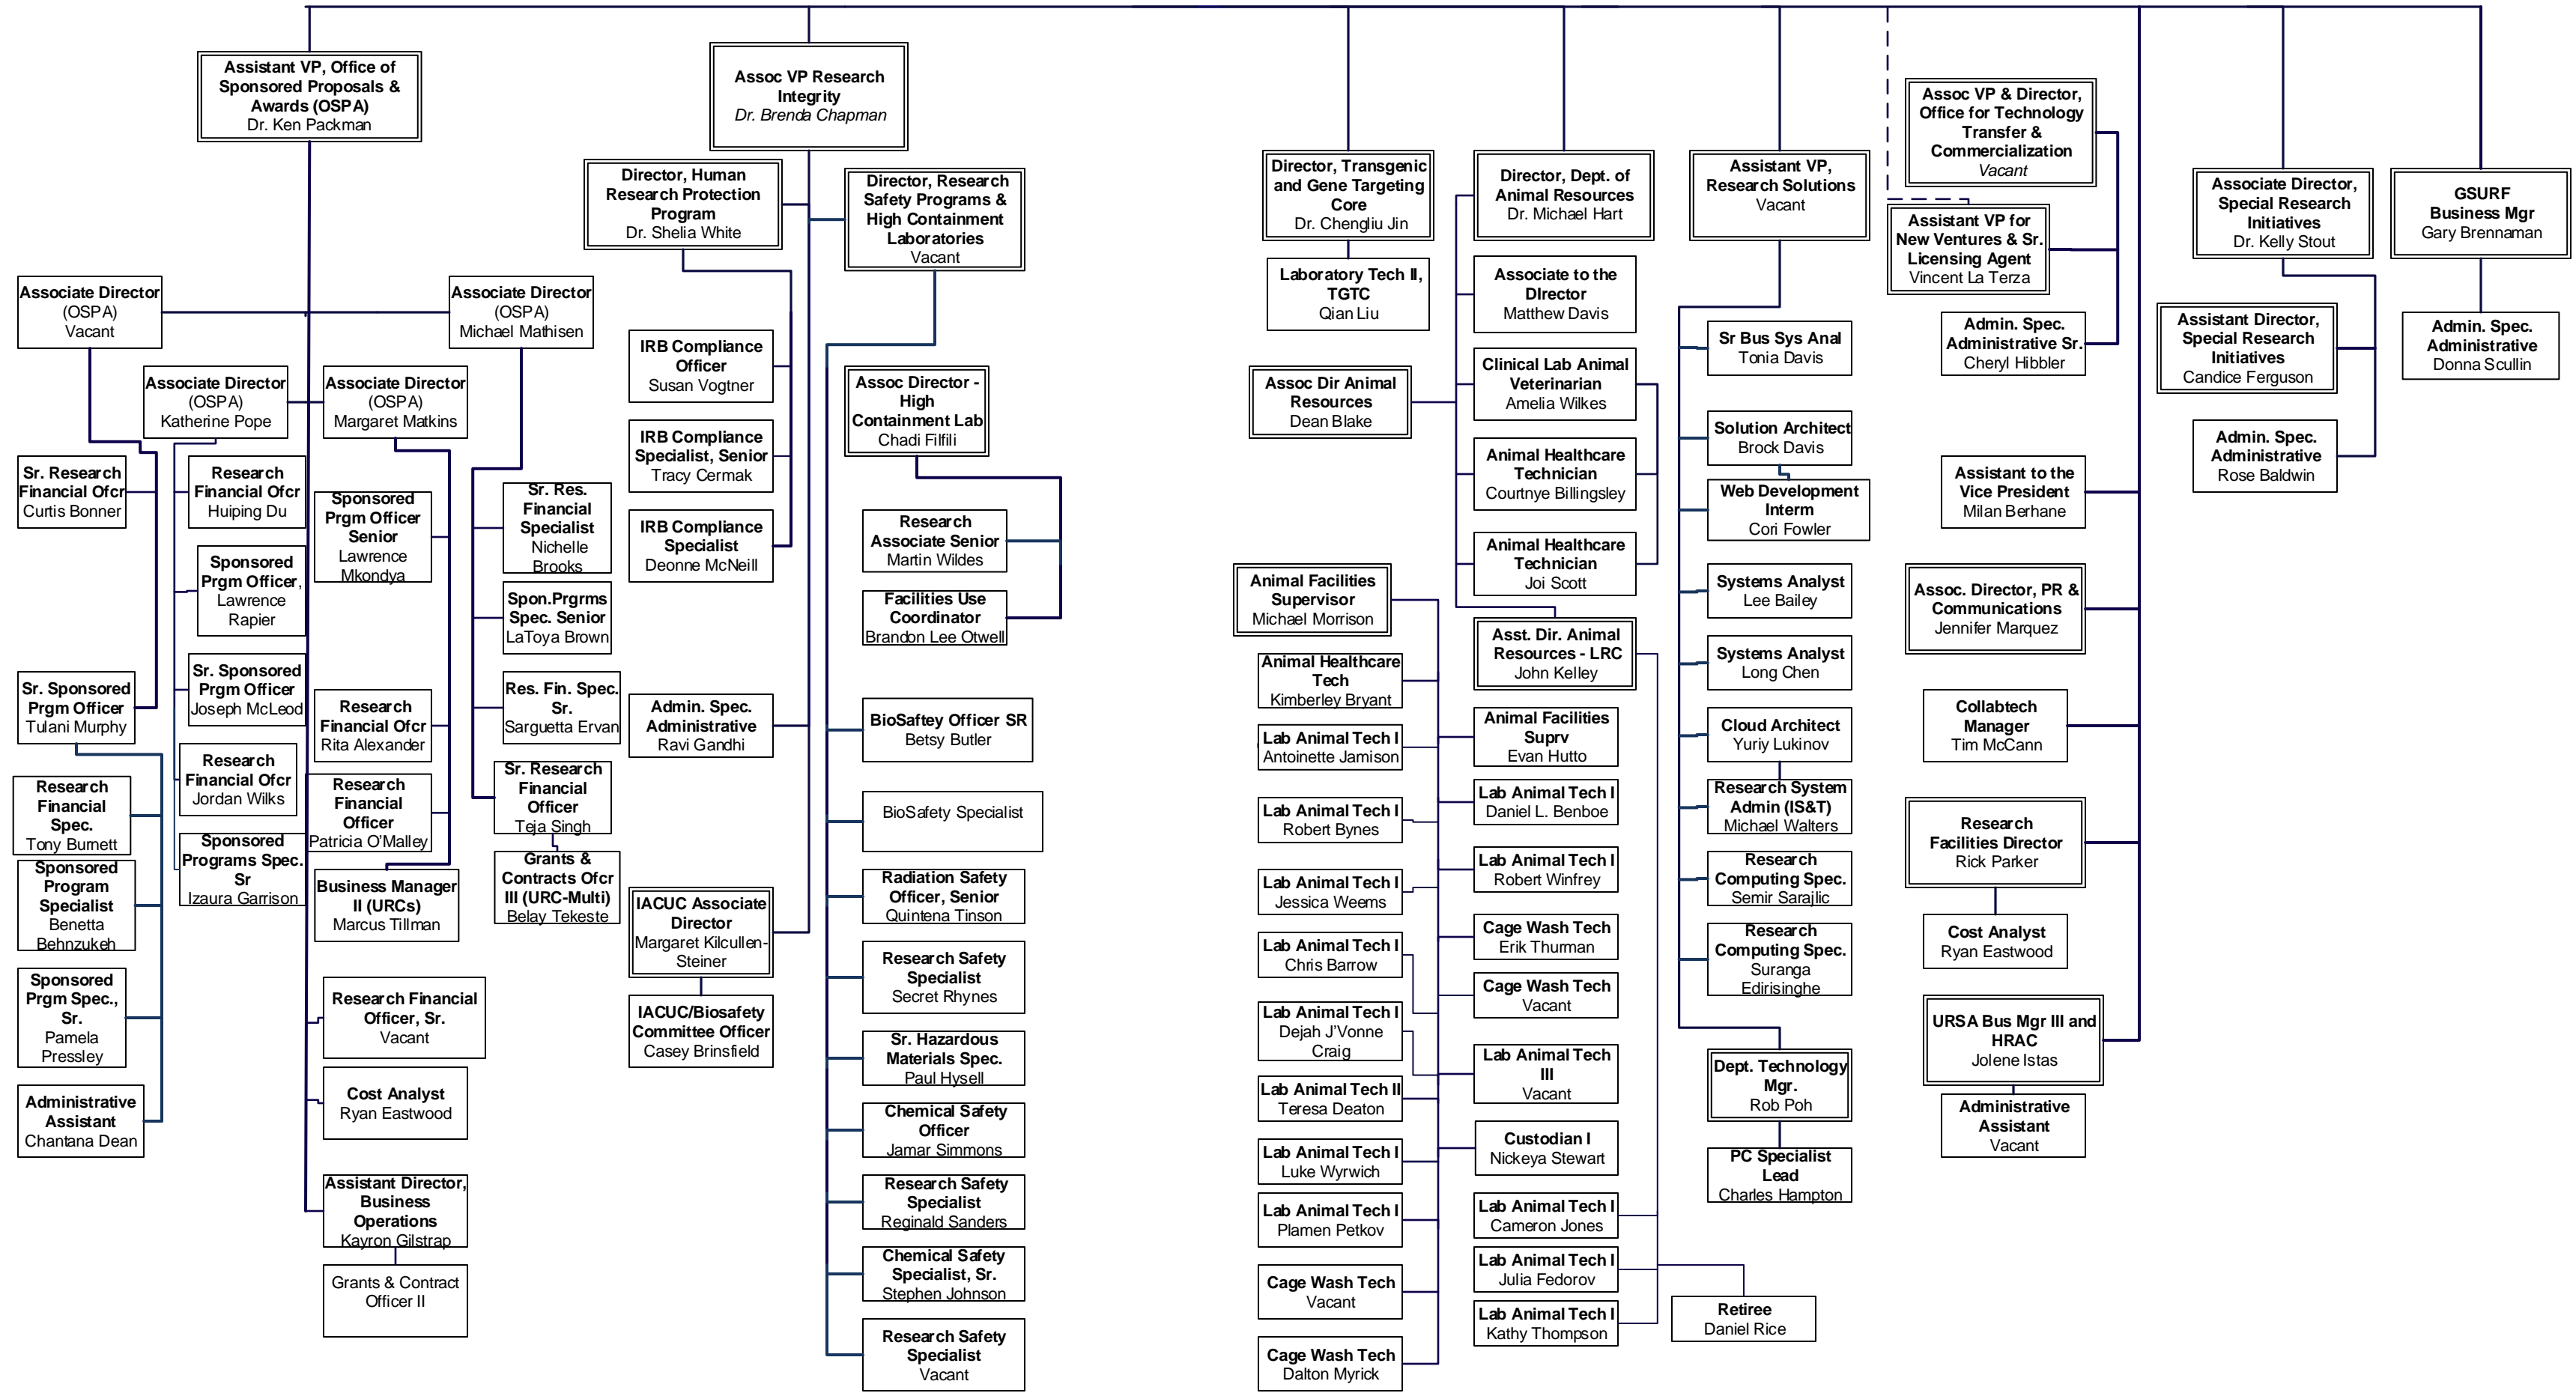 Assistant VP, Office of
Sponsored Proposals &
Awards (OSPA)
Dr. Ken Packman
Associate Director
(OSPA)
Vacant
Associate Director
(OSPA)
Michael Mathisen
Associate Director
(OSPA)
Katherine Pope
Associate Director
(OSPA)
Margaret Matkins
Sr. Research
Financial Ofcr
Curtis Bonner
Sr. Sponsored
Prgm Officer
Tulani Murphy
Research
Financial
Spec.
Tony Burnett
Sponsored
Program
Specialist
Benetta
Behnzukeh
Sponsored
Prgm Spec.,
Sr.
Pamela
Pressley
Administrative
Assistant
Chantana Dean
Research
Financial Ofcr
Huiping Du
Sponsored
Prgm Officer,
Lawrence
Rapier
Sr. Sponsored
Prgm Officer
Joseph McLeod
Research
Financial Ofcr
Jordan Wilks
Sponsored
Programs Spec.
Sr
Izaura Garrison
Sponsored
Prgm Officer
Senior
Lawrence
Mkondya
Research
Financial Ofcr
Rita Alexander
Research
Financial
Officer
Patricia O’Malley
Business Manager
II (URCs)
Marcus Tillman
Research Financial
Officer, Sr.
Vacant
Cost Analyst
Ryan Eastwood
Assistant Director,
Business
Operations
Kayron Gilstrap
Grants & Contract
Officer II
Sr. Res.
Financial
Specialist
Nichelle
Brooks
Spon.Prgrms
Spec. Senior
LaToya Brown
Res. Fin. Spec.
Sr.
Sarguetta Ervan
Sr. Research
Financial
Officer
Teja Singh
Grants &
Contracts Ofcr
III (URC-Multi)
Belay Tekeste
Assoc VP Research
Integrity
Dr. Brenda Chapman
Director, Human
Research Protection
Program
Dr. Shelia White
IRB Compliance
Officer
Susan Vogtner
IRB Compliance
Specialist, Senior
Tracy Cermak
IRB Compliance
Specialist
Deonne McNeill
Admin. Spec.
Administrative
Ravi Gandhi
IACUC Associate
Director
Margaret Kilcullen-
Steiner
IACUC/Biosafety
Committee Officer
Casey Brinsfield
Director, Research
Safety Programs &
High Containment
Laboratories
Vacant
Assoc Director -
High
Containment Lab
Chadi Filfili
Research
Associate Senior
Martin Wildes
Facilities Use
Coordinator
Brandon Lee Otwell
BioSaftey Officer SR
Betsy Butler
BioSafety Specialist
Radiation Safety
Officer, Senior
Quintena Tinson
Research Safety
Specialist
Secret Rhynes
Sr. Hazardous
Materials Spec.
Paul Hysell
Chemical Safety
Officer
Jamar Simmons
Research Safety
Specialist
Reginald Sanders
Chemical Safety
Specialist, Sr.
Stephen Johnson
Research Safety
Specialist
Vacant
Director, Transgenic
and Gene Targeting
Core
Dr. Chengliu Jin
Laboratory Tech II,
TGTC
Qian Liu
Director, Dept. of
Animal Resources
Dr. Michael Hart
Associate to the
DIrector
Matthew Davis
Assoc Dir Animal
Resources
Dean Blake
Clinical Lab Animal
Veterinarian
Amelia Wilkes
Animal Healthcare
Technician
Courtnye Billingsley
Animal Healthcare
Technician
Joi Scott
Animal Facilities
Supervisor
Michael Morrison
Animal Healthcare
Tech
Kimberley Bryant
Lab Animal Tech I
Antoinette Jamison
Lab Animal Tech I
Robert Bynes
Lab Animal Tech I
Jessica Weems
Lab Animal Tech I
Chris Barrow
Lab Animal Tech I
Dejah J’Vonne
Craig
Lab Animal Tech II
Teresa Deaton
Lab Animal Tech I
Luke Wyrwich
Lab Animal Tech I
Plamen Petkov
Cage Wash Tech
Vacant
Cage Wash Tech
Dalton Myrick
Asst. Dir. Animal
Resources - LRC
John Kelley
Animal Facilities
Suprv
Evan Hutto
Lab Animal Tech I
Daniel L. Benboe
Lab Animal Tech I
Robert Winfrey
Cage Wash Tech
Erik Thurman
Cage Wash Tech
Vacant
Lab Animal Tech
III
Vacant
Custodian I
Nickeya Stewart
Lab Animal Tech I
Cameron Jones
Lab Animal Tech I
Julia Fedorov
Lab Animal Tech I
Kathy Thompson
Retiree
Daniel Rice
Assistant VP,
Research Solutions
Vacant
Sr Bus Sys Anal
Tonia Davis
Solution Architect
Brock Davis
Web Development
Interm
Cori Fowler
Systems Analyst
Lee Bailey
Systems Analyst
Long Chen
Cloud Architect
Yuriy Lukinov
Research System
Admin (IS&T)
Michael Walters
Research
Computing Spec.
Semir Sarajlic
Research
Computing Spec.
Suranga
Edirisinghe
Dept. Technology
Mgr.
Rob Poh
PC Specialist
Lead
Charles Hampton
Assoc VP & Director,
Office for Technology
Transfer &
Commercialization
Vacant
Assistant VP for
New Ventures & Sr.
Licensing Agent
Vincent La Terza
Admin. Spec.
Administrative Sr.
Cheryl Hibbler
Assistant to the
Vice President
Milan Berhane
Assoc. Director, PR &
Communications
Jennifer Marquez
Collabtech
Manager
Tim McCann
Research
Facilities Director
Rick Parker
Cost Analyst
Ryan Eastwood
URSA Bus Mgr III and
HRAC
Jolene Istas
Administrative
Assistant
Vacant
Associate Director,
Special Research
Initiatives
Dr. Kelly Stout
Assistant Director,
Special Research
Initiatives
Candice Ferguson
Admin. Spec.
Administrative
Rose Baldwin
GSURF
Business Mgr
Gary Brennaman
Admin. Spec.
Administrative
Donna Scullin